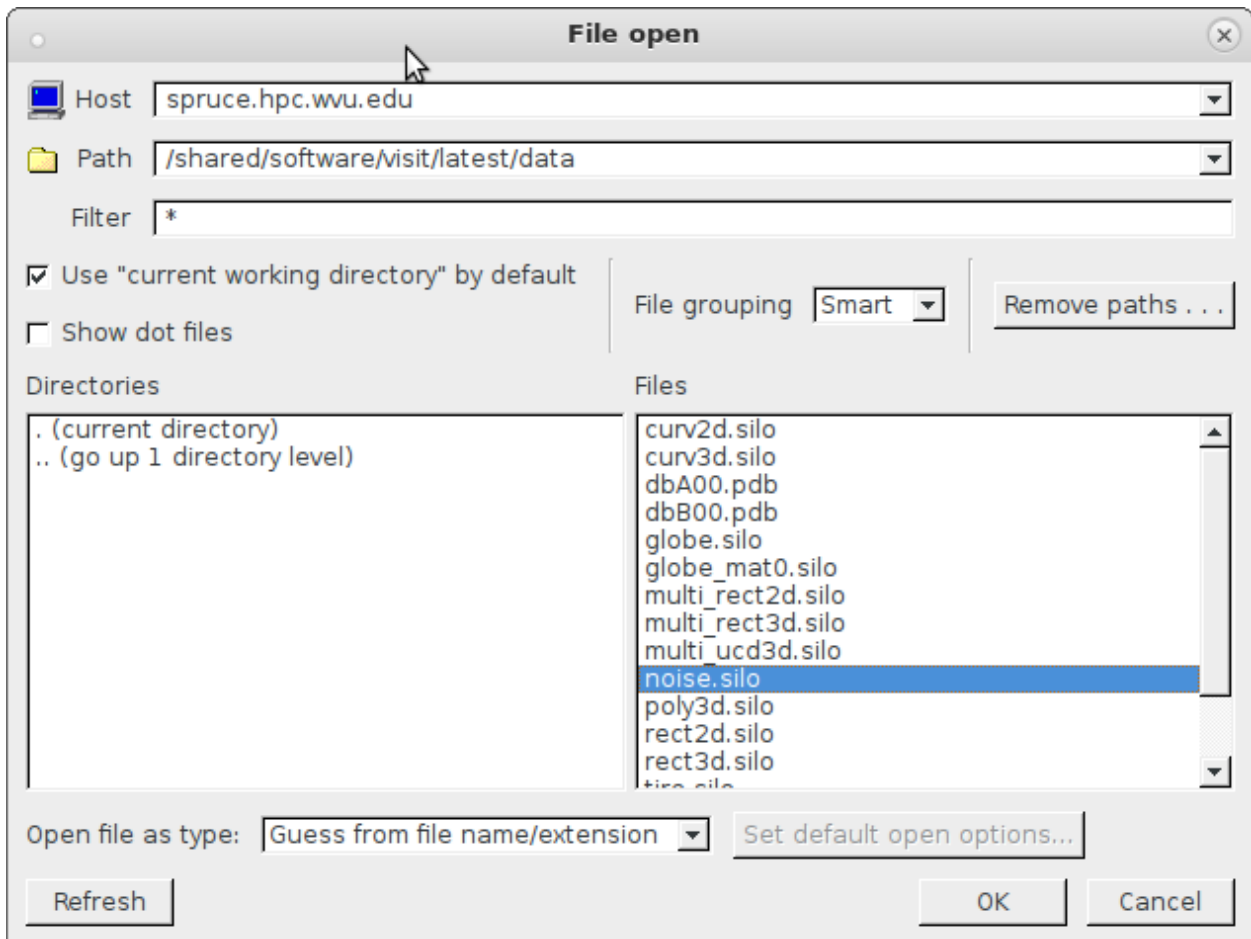 File open
Host spruce.hpc.wvu.edu
Path /shared/software/visit/latest/data
Filter *
Use "current working directory" by default
Show dot files
File grouping Smart
Remove paths . . .
Directories
. (current directory)
.. (go up 1 directory level)
Files
curv2d.silo
curv3d.silo
dbA00.pdb
dbB00.pdb
globe.silo
globe_mat0.silo
multi_rect2d.silo
multi_rect3d.silo
multi_ucd3d.silo
noise.silo
poly3d.silo
rect2d.silo
rect3d.silo
Open file as type: Guess from file name/extension
Set default open options...
Refresh
OK
Cancel